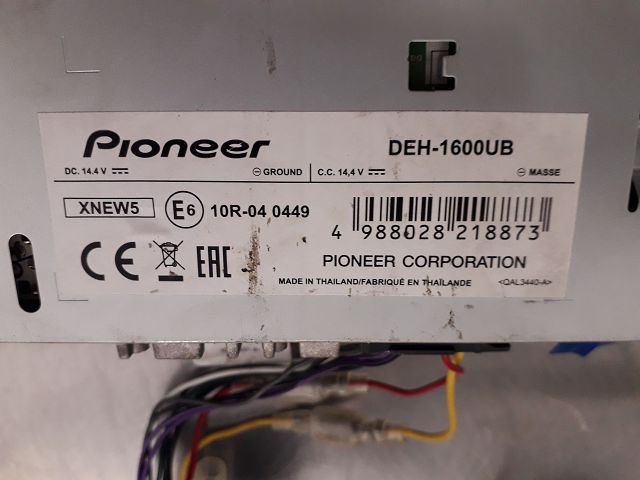 Pioneer
DEH-1600UB
DC. 14.4 V
⊖ GROUND
C.C. 14,4 V
⊖ MASSE
XNEW5
E6
10R-04 0449
4 988028 218873
CE
EAC
PIONEER CORPORATION
MADE IN THAILAND/FABRIQUÉ EN THAÏLANDE
<QAL3440-A>